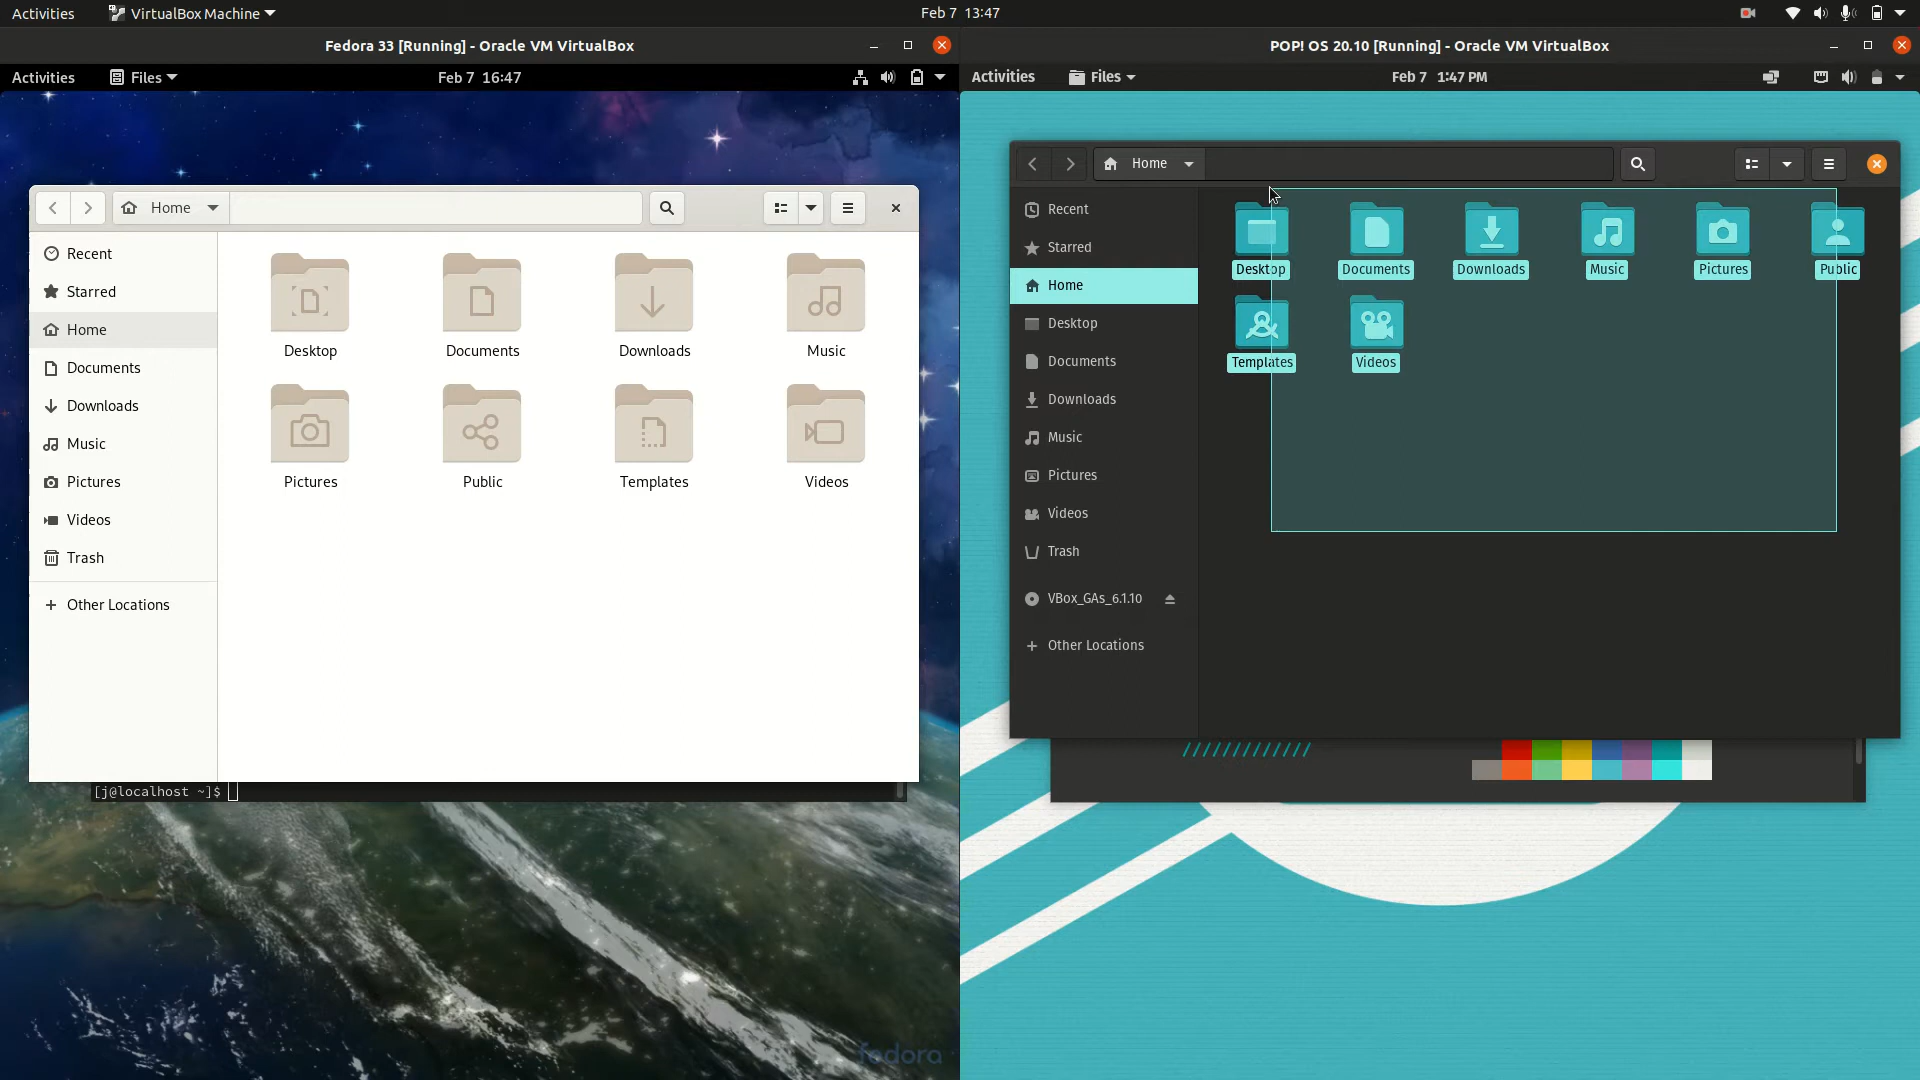 Activities VirtualBox Machine Feb 7 13:47
Fedora 33 [Running] - Oracle VM VirtualBox
Activities Files Feb 7 16:47
Home
Recent
Starred
Home
Documents
Downloads
Music
Pictures
Videos
Trash
Other Locations
Desktop Documents Downloads Music
Pictures Public Templates Videos
[j@localhost ~]$
fedora
POP! OS 20.10 [Running] - Oracle VM VirtualBox
Activities Files Feb 7 1:47 PM
Home
Recent
Starred
Home
Desktop
Documents
Downloads
Music
Pictures
Videos
Trash
VBox_GAs_6.1.10
Other Locations
Desktop Documents Downloads Music Pictures Public
Templates Videos
////////////​/